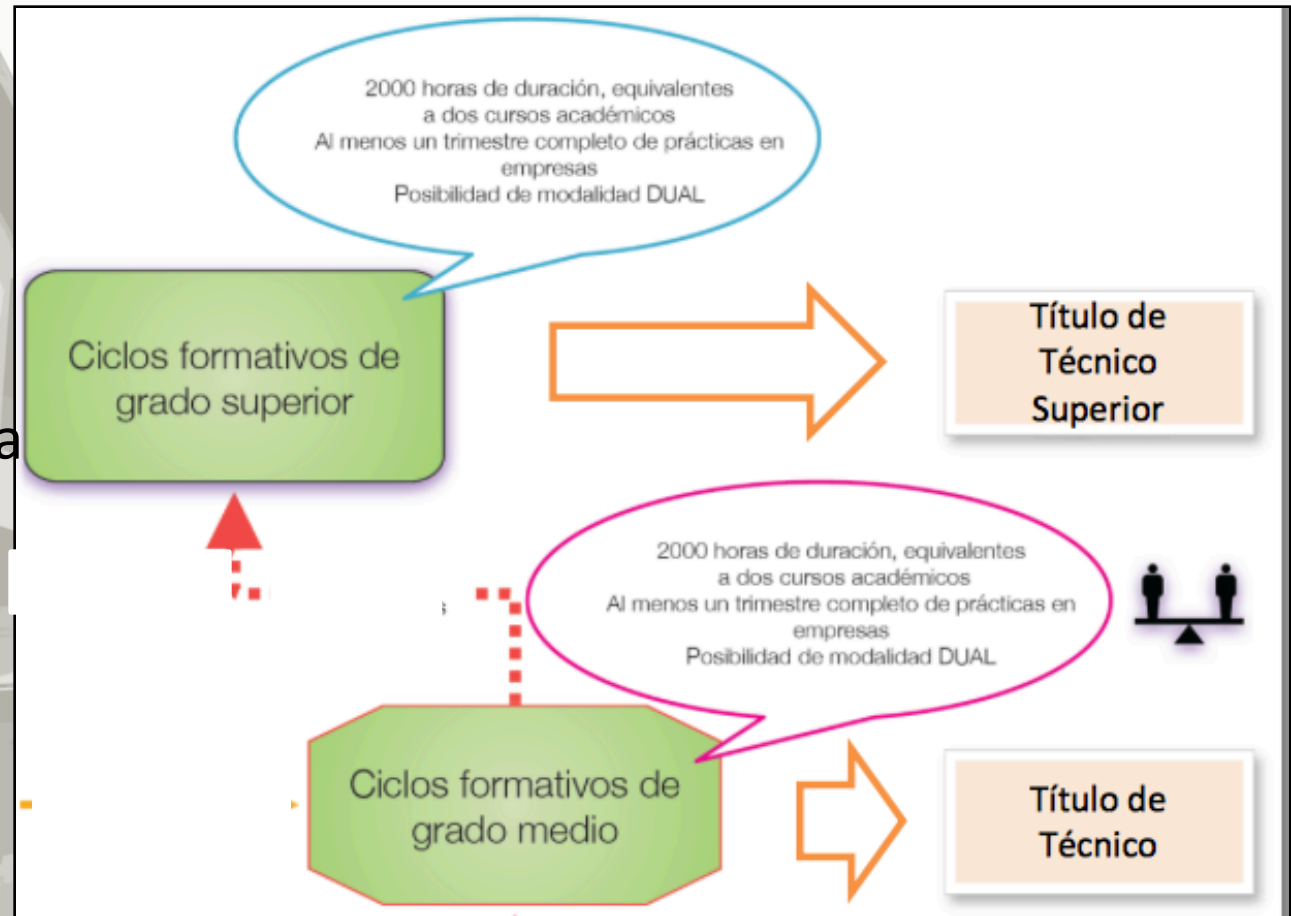 2000 horas de duración, equivalentes
a dos cursos académicos
Al menos un trimestre completo de prácticas en
empresas
Posibilidad de modalidad DUAL
Ciclos formativos de
grado superior
Título de
Técnico
Superior
a
2000 horas de duración, equivalentes
a dos cursos académicos
Al menos un trimestre completo de prácticas en
empresas
Posibilidad de modalidad DUAL
s
Ciclos formativos de
grado medio
Título de
Técnico